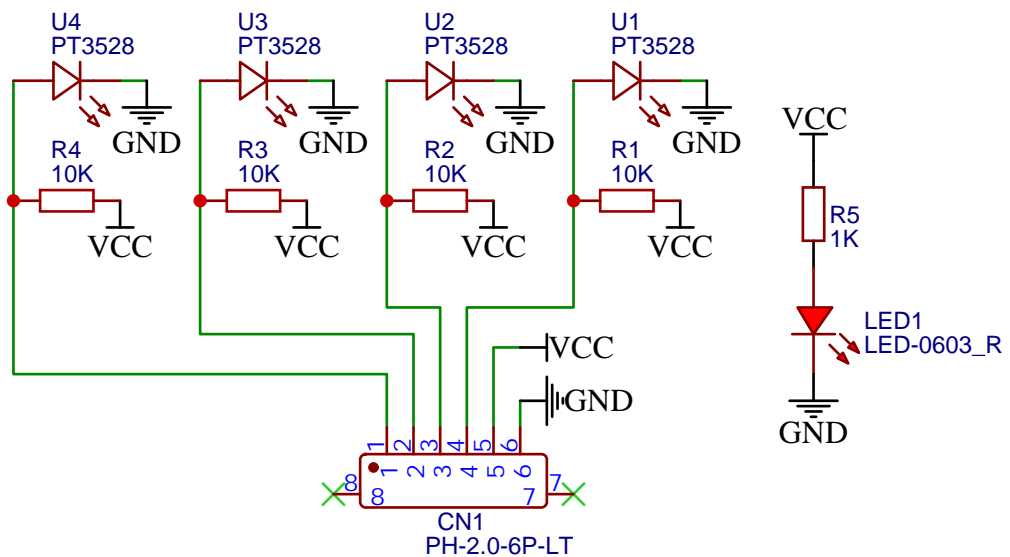 U4
PT3528
GND
R4
10K
VCC
U3
PT3528
GND
R3
10K
VCC
U2
PT3528
GND
R2
10K
VCC
U1
PT3528
GND
R1
10K
VCC
VCC
R5
1K
LED1
LED-0603_R
GND
VCC
GND
1 2 3 4 5 6
1 2 3 4 5 6
8 8 7 7
CN1
PH-2.0-6P-LT